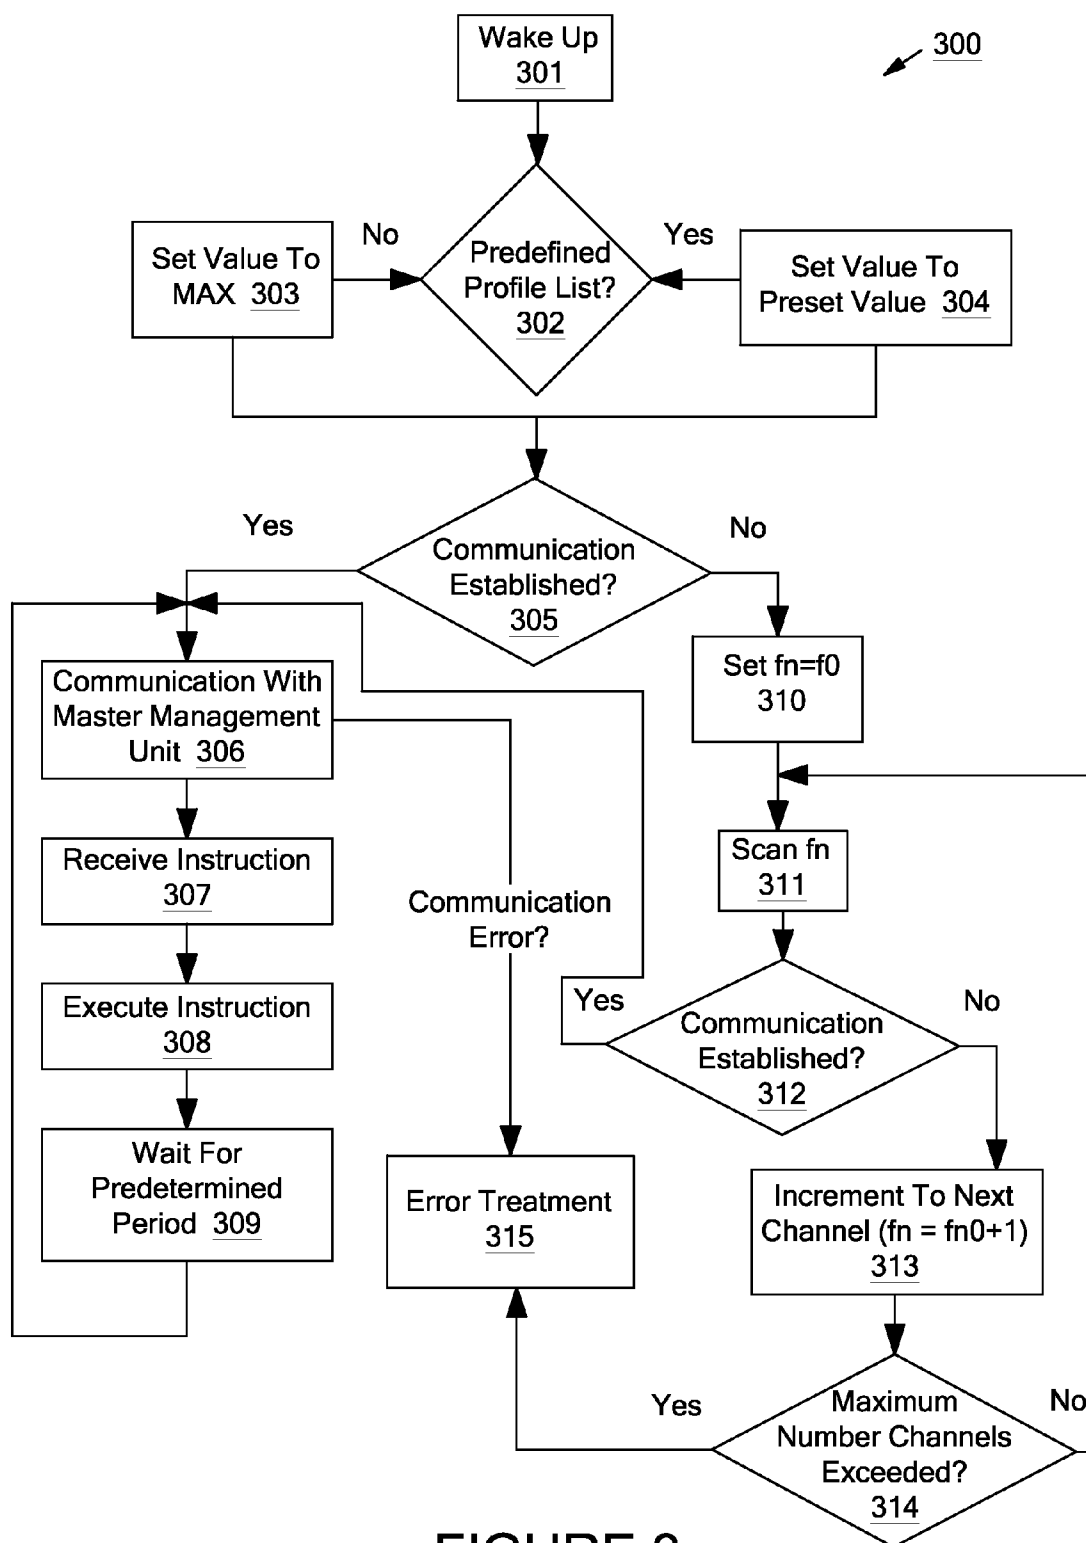 Wake Up
301
300
No
Yes
Predefined
Profile List?
302
Set Value To
MAX 303
Set Value To
Preset Value 304
Yes
No
Communication
Established?
305
Communication With
Master Management
Unit 306
Set fn=f0
310
Receive Instruction
307
Scan fn
311
Communication
Error?
Execute Instruction
308
Yes
No
Communication
Established?
312
Wait For
Predetermined
Period 309
Error Treatment
315
Increment To Next
Channel (fn = fn0+1)
313
Yes
No
Maximum
Number Channels
Exceeded?
314
FIGURE